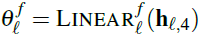 θ_ℓ^f = LINEAR_ℓ^f(h_{ℓ,4})